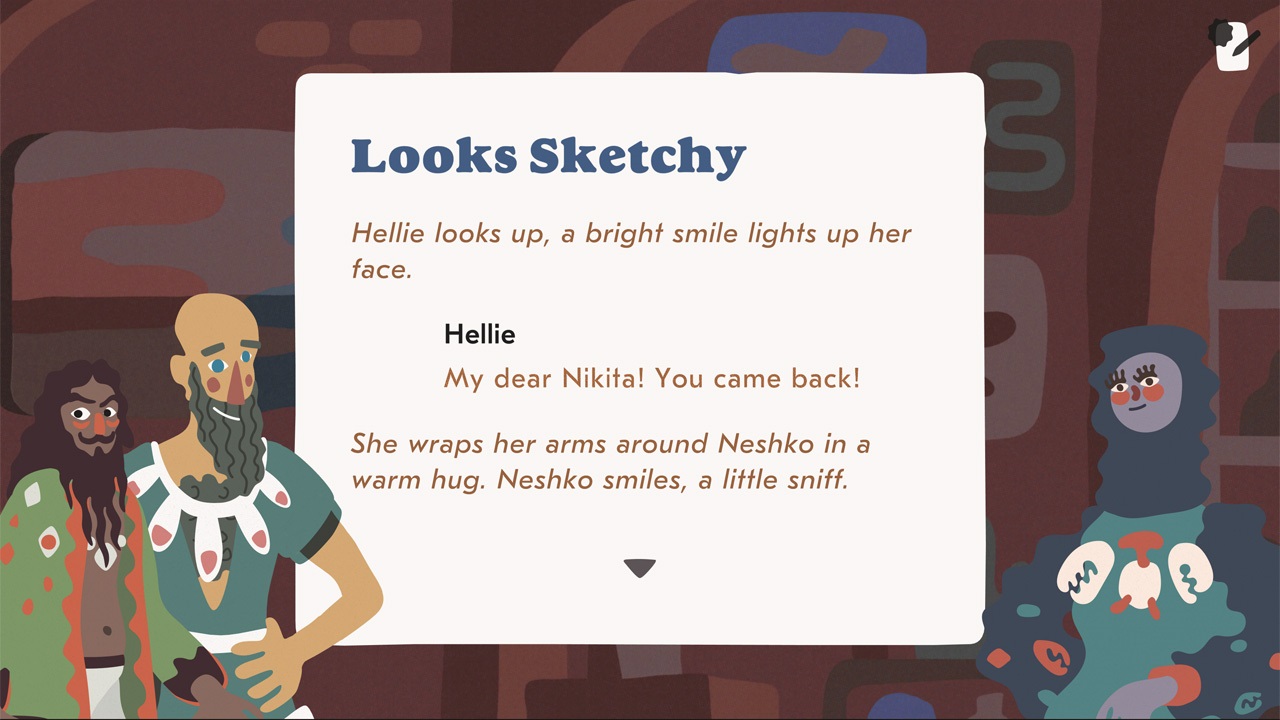 Looks Sketchy
Hellie looks up, a bright smile lights up her
face.
Hellie
My dear Nikita! You came back!
She wraps her arms around Neshko in a
warm hug. Neshko smiles, a little sniff.